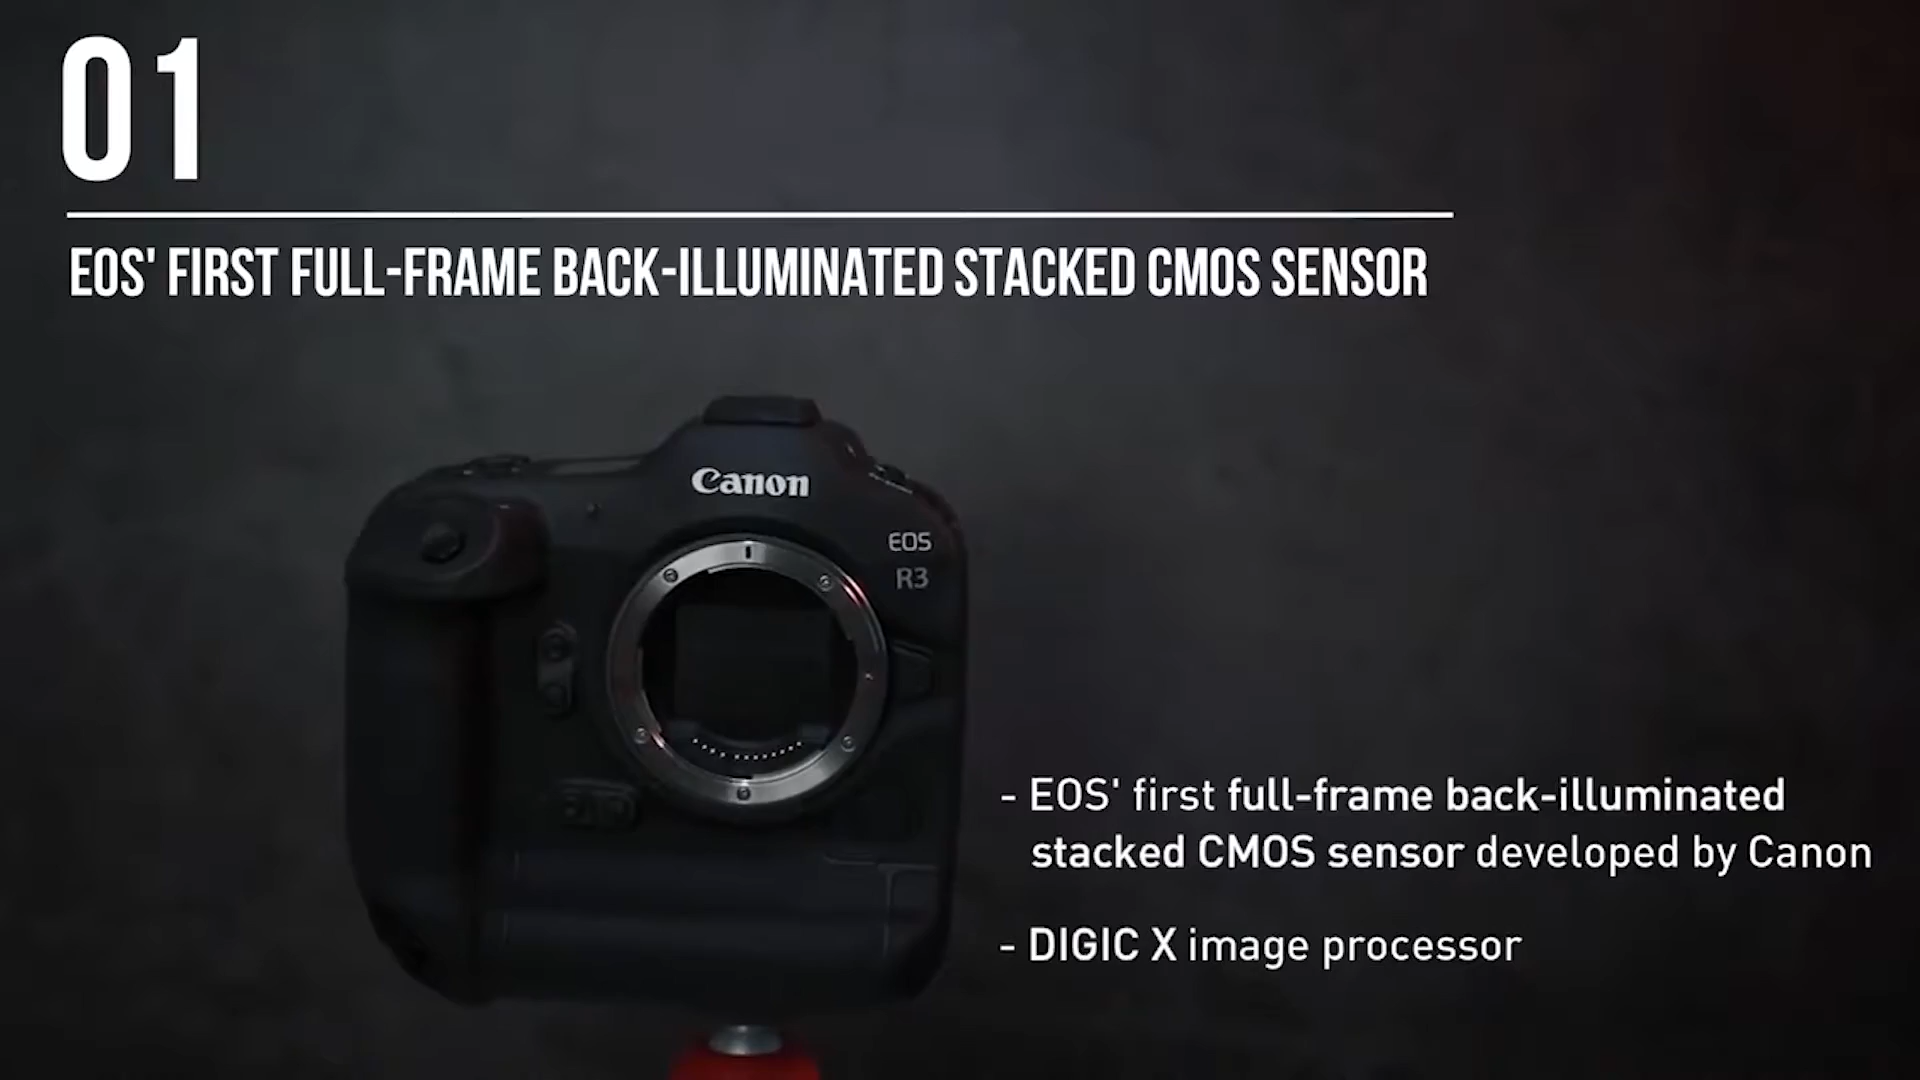 01
EOS' FIRST FULL-FRAME BACK-ILLUMINATED STACKED CMOS SENSOR
Canon
EOS
R3
- EOS' first full-frame back-illuminated
stacked CMOS sensor developed by Canon
- DIGIC X image processor